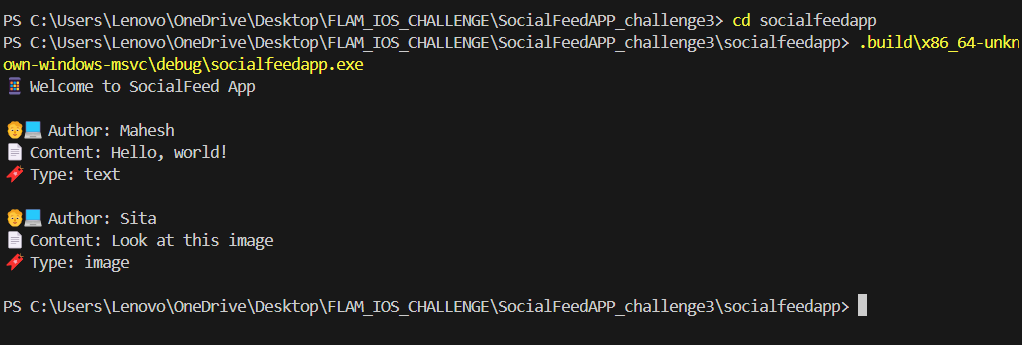 PS C:\Users\Lenovo\OneDrive\Desktop\FLAM_IOS_CHALLENGE\SocialFeedAPP_challenge3> cd socialfeedapp
PS C:\Users\Lenovo\OneDrive\Desktop\FLAM_IOS_CHALLENGE\SocialFeedAPP_challenge3\socialfeedapp> .build\x86_64-unkn
own-windows-msvc\debug\socialfeedapp.exe
📱 Welcome to SocialFeed App
🧑‍💻 Author: Mahesh
📄 Content: Hello, world!
🔖 Type: text
🧑‍💻 Author: Sita
📄 Content: Look at this image
🔖 Type: image
PS C:\Users\Lenovo\OneDrive\Desktop\FLAM_IOS_CHALLENGE\SocialFeedAPP_challenge3\socialfeedapp>